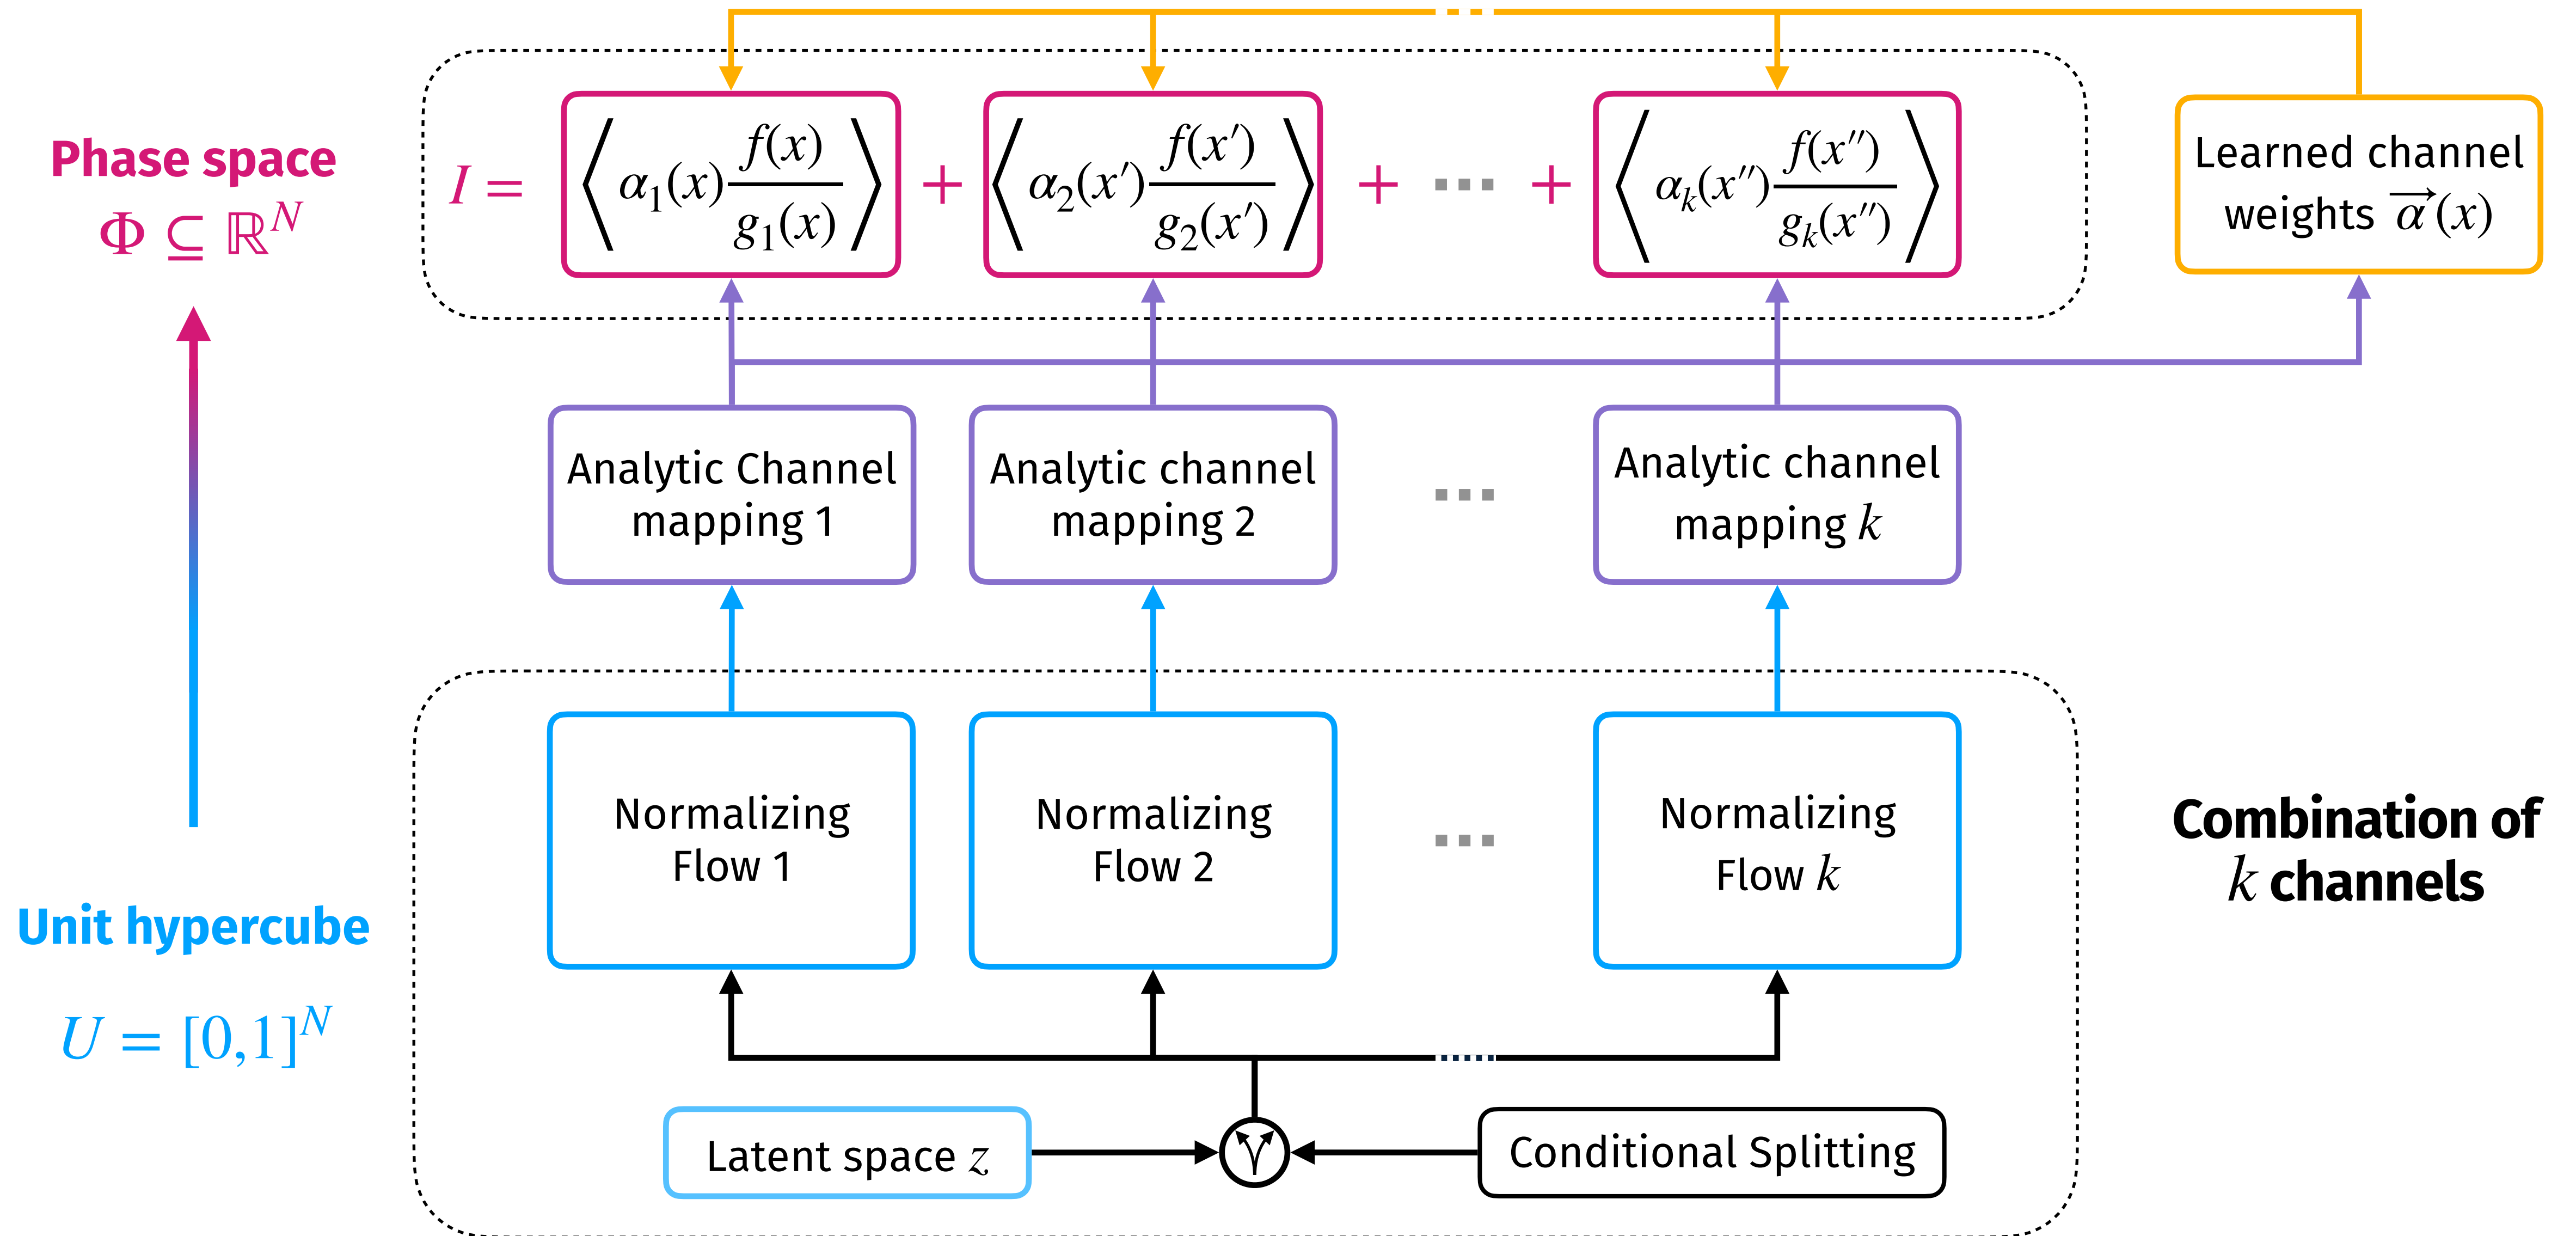 Phase space
Φ ⊆ ℝ^N
I = ⟨α₁(x) f(x)/g₁(x)⟩ + ⟨α₂(x′) f(x′)/g₂(x′)⟩ + ⋯ + ⟨αₖ(x″) f(x″)/gₖ(x″)⟩
Learned channel
weights α⃗(x)
Analytic Channel
mapping 1
Analytic channel
mapping 2
Analytic channel
mapping k
Normalizing
Flow 1
Normalizing
Flow 2
Normalizing
Flow k
Combination of
k channels
Unit hypercube
U = [0,1]^N
Latent space z
Conditional Splitting